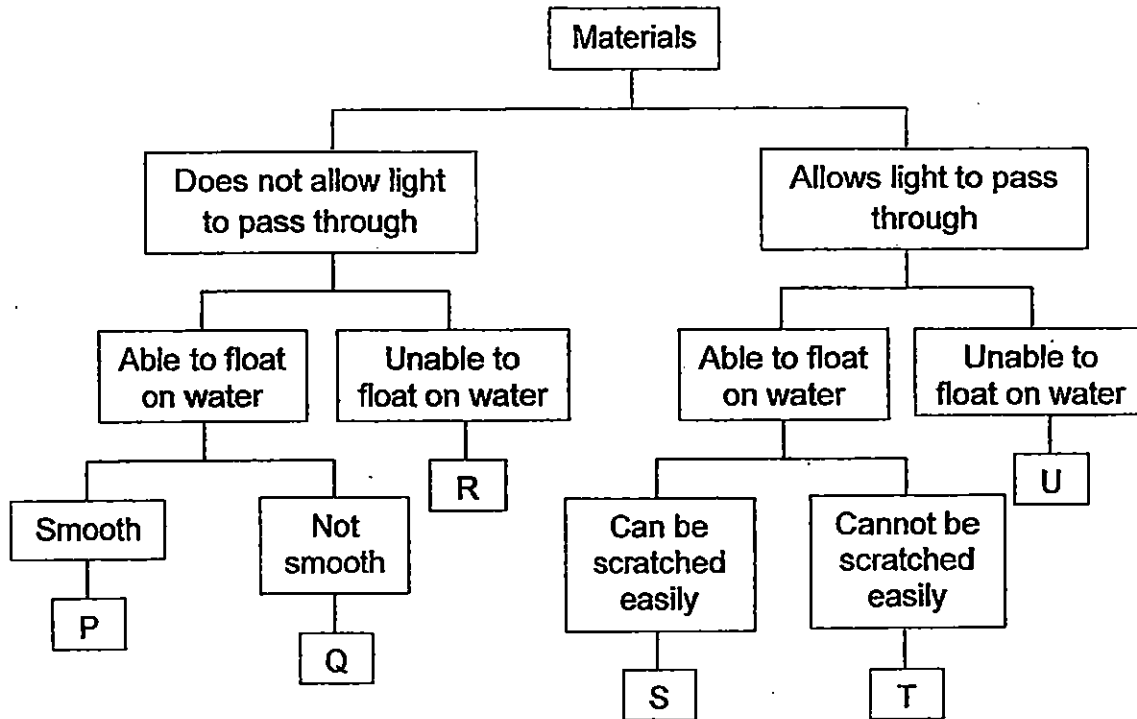 Materials
Does not allow light
to pass through
Allows light to pass
through
Able to float
on water
Unable to
float on water
Able to float
on water
Unable to
float on water
R
U
Smooth
Not
smooth
Can be
scratched
easily
Cannot be
scratched
easily
P
Q
S
T